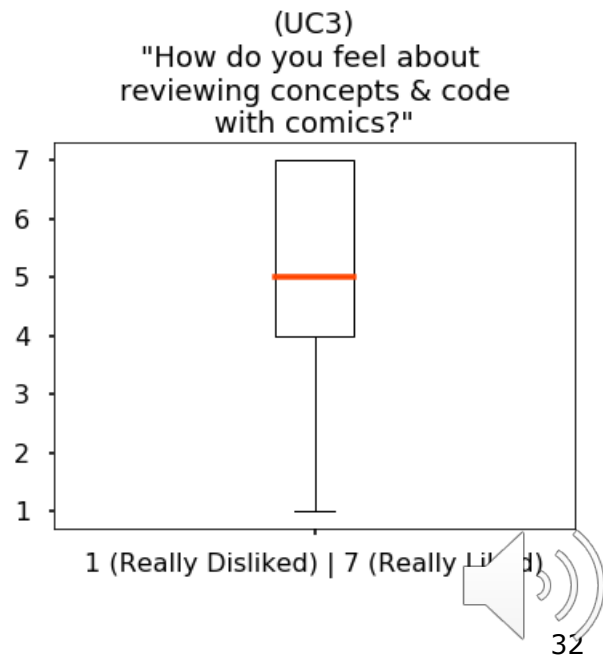 (UC3)
"How do you feel about
reviewing concepts & code
with comics?"
7
6
5
4
3
2
1
1 (Really Disliked) | 7 (Really Liked)
32